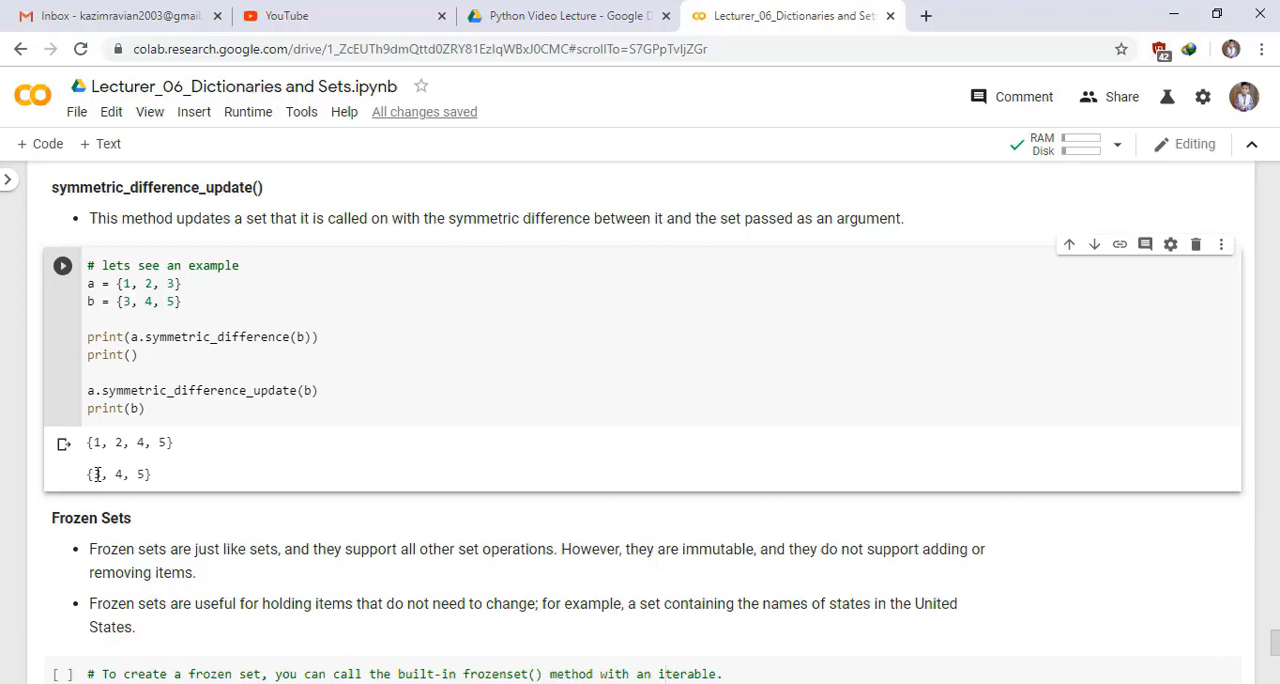 Inbox - kazimravian2003@gmail.
YouTube
Python Video Lecture - Google D
Lecturer_06_Dictionaries and Sets
colab.research.google.com/drive/1_ZcEUTh9dmQttd0ZRY81EzIqWBxJ0CMC#scrollTo=S7GPpTvIjZGr
42
CO
Lecturer_06_Dictionaries and Sets.ipynb
Comment
Share
File Edit View Insert Runtime Tools Help All changes saved
+ Code + Text
RAM
Disk
Editing
symmetric_difference_update()
• This method updates a set that it is called on with the symmetric difference between it and the set passed as an argument.
# lets see an example
a = {1, 2, 3}
b = {3, 4, 5}
print(a.symmetric_difference(b))
print()
a.symmetric_difference_update(b)
print(b)
{1, 2, 4, 5}
{3, 4, 5}
Frozen Sets
• Frozen sets are just like sets, and they support all other set operations. However, they are immutable, and they do not support adding or
removing items.
• Frozen sets are useful for holding items that do not need to change; for example, a set containing the names of states in the United
States.
[ ] # To create a frozen set, you can call the built-in frozenset() method with an iterable.